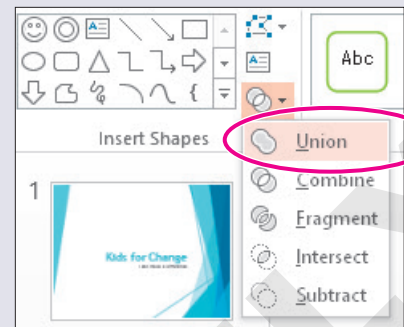 Abc
Insert Shapes
Union
Combine
Fragment
Intersect
Subtract
1
Kids for Change